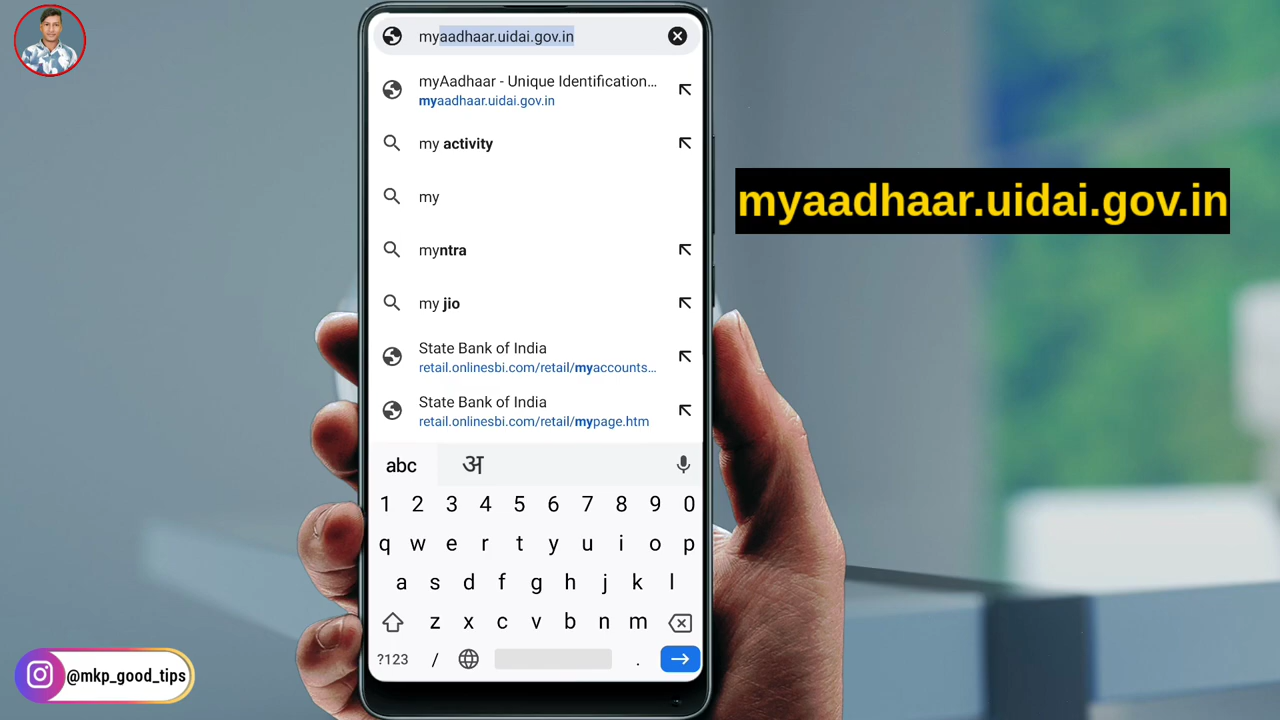 myaadhaar.uidai.gov.in
myAadhaar - Unique Identification...
myaadhaar.uidai.gov.in
my activity
my
myntra
my jio
State Bank of India
retail.onlinesbi.com/retail/myaccounts...
State Bank of India
retail.onlinesbi.com/retail/mypage.htm
abc अ
1 2 3 4 5 6 7 8 9 0
q w e r t y u i o p
a s d f g h j k l
z x c v b n m
?123 / .
myaadhaar.uidai.gov.in
@mkp_good_tips